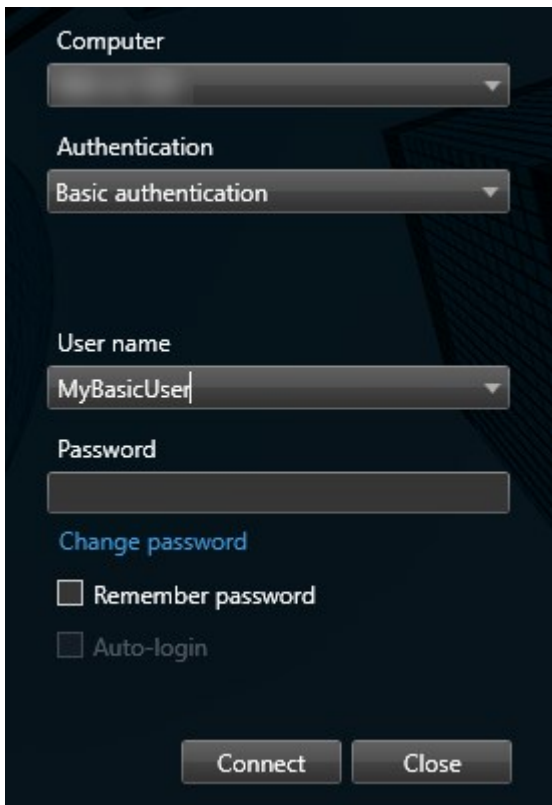 Computer
Authentication
Basic authentication
User name
MyBasicUser
Password
Change password
Remember password
Auto-login
Connect
Close